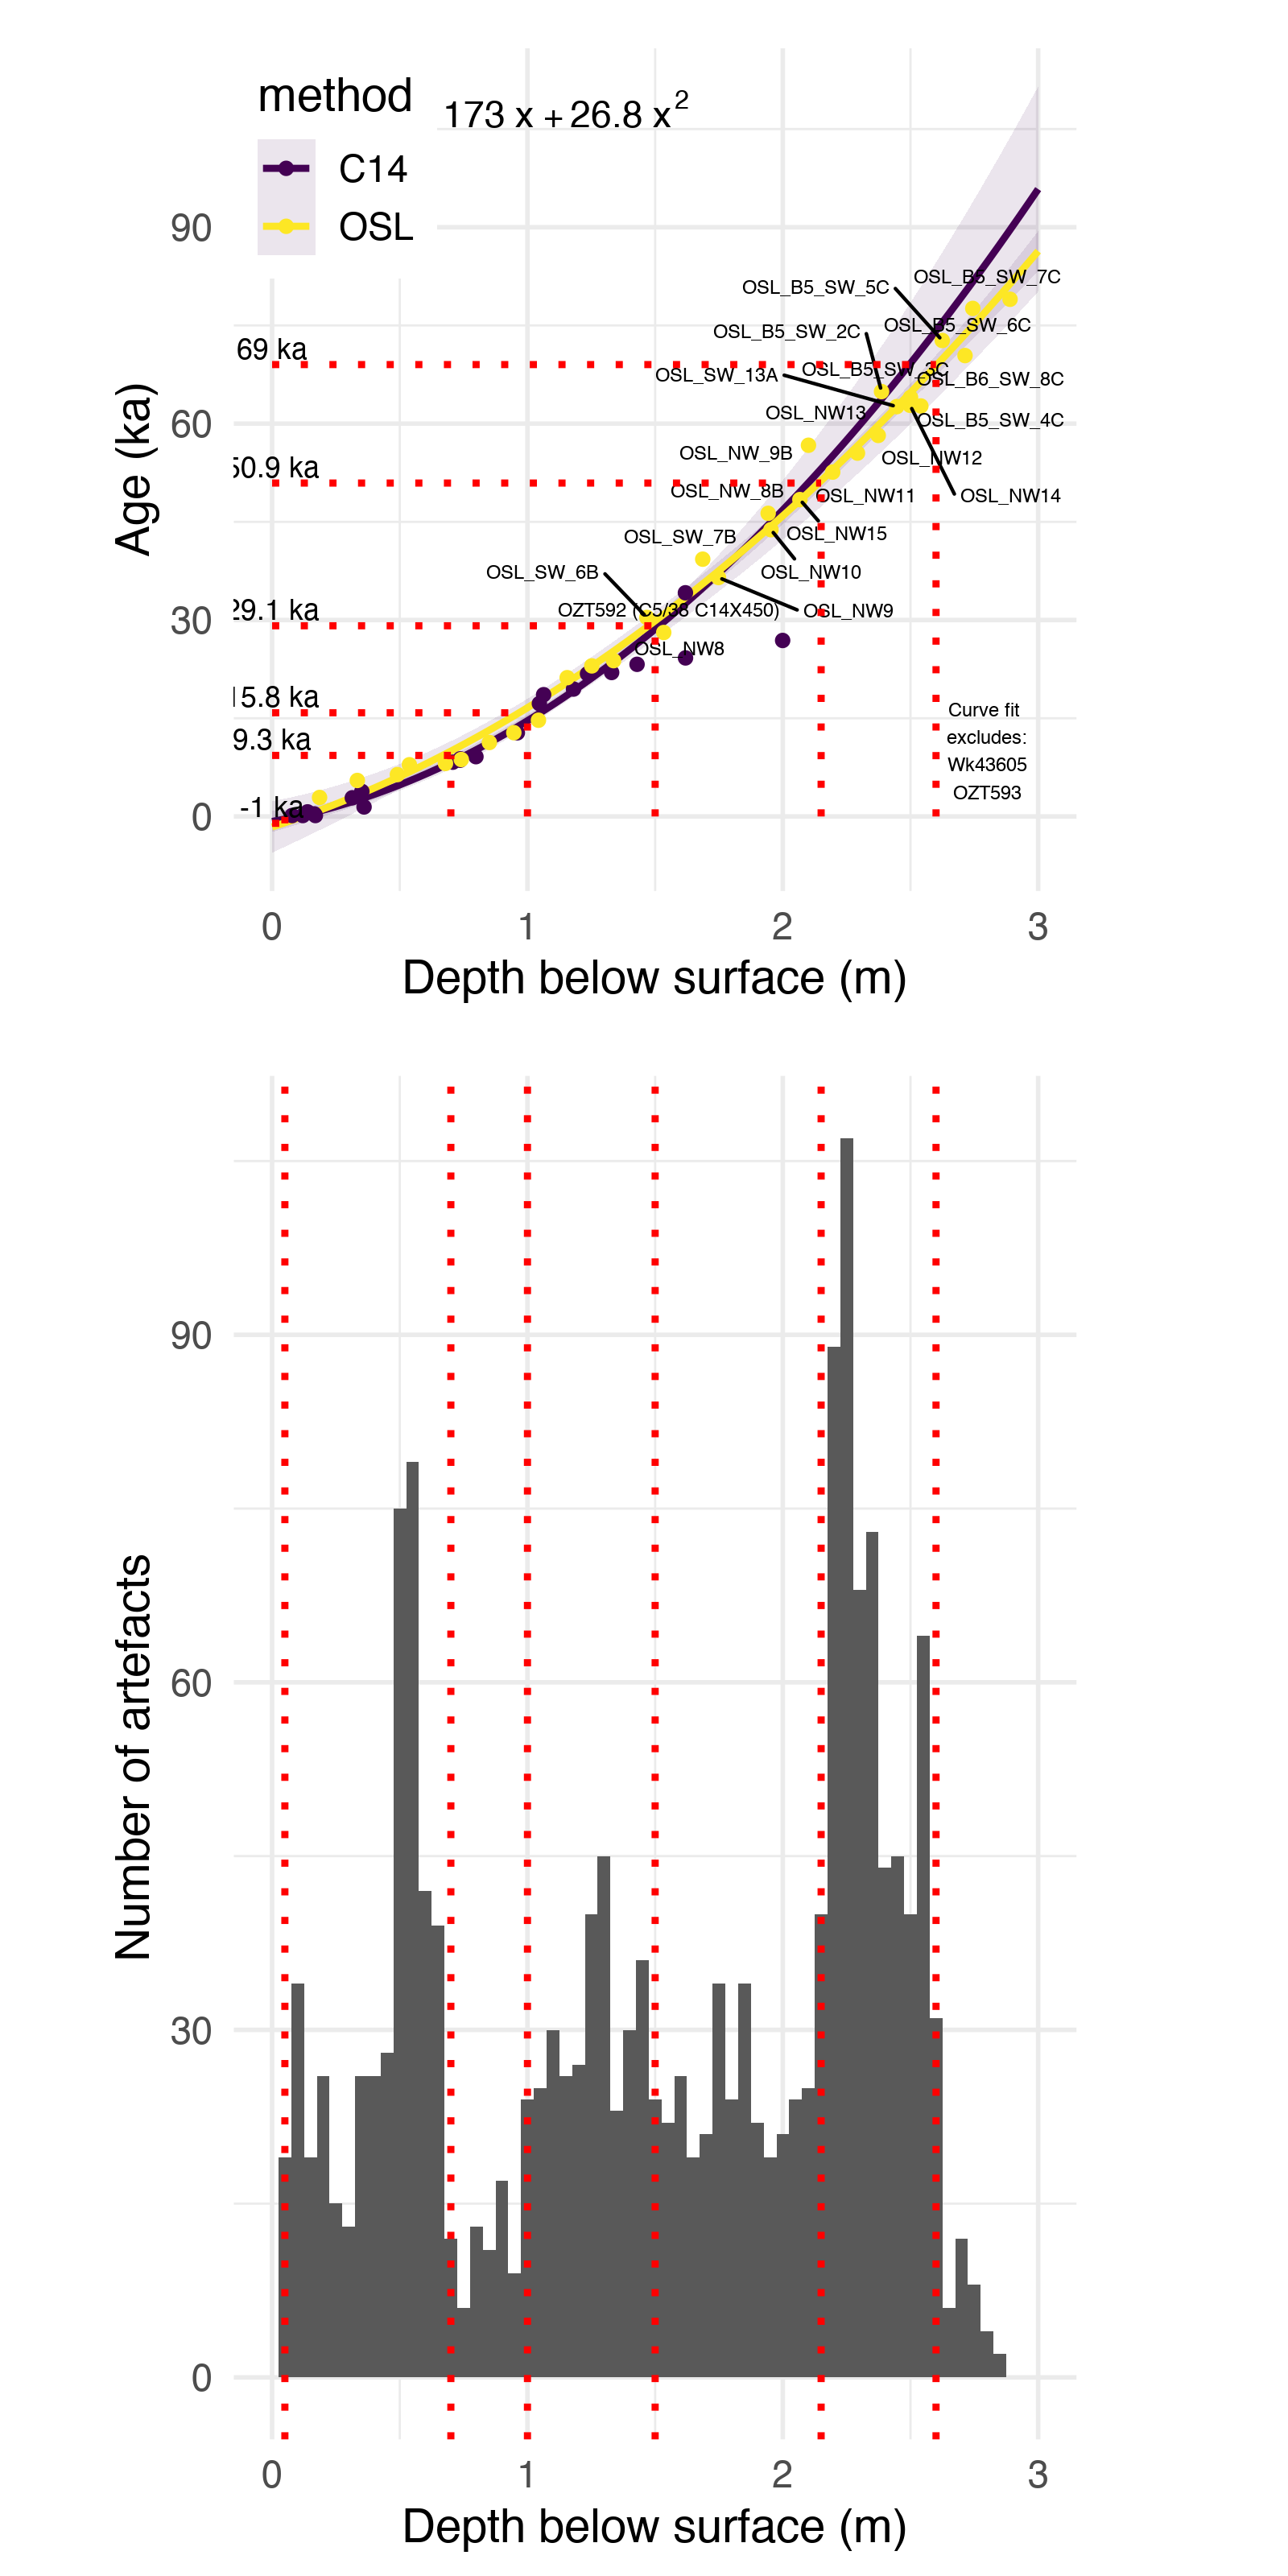 method
C14
OSL
173 x + 26.8 x²
90
60
30
0
Age (ka)
69 ka
50.9 ka
29.1 ka
15.8 ka
9.3 ka
-1 ka
OSL_B5_SW_7C
OSL_B5_SW_5C
OSL_B5_SW_6C
OSL_B5_SW_2C
OSL_B5_SW_3C
OSL_SW_13A
OSL_B6_SW_8C
OSL_NW13
OSL_B5_SW_4C
OSL_NW_9B
OSL_NW12
OSL_NW_8B
OSL_NW11
OSL_NW14
OSL_SW_7B
OSL_NW15
OSL_SW_6B
OSL_NW10
OZT592 (C5/38 C14X450)
OSL_NW9
OSL_NW8
Curve fit
excludes:
Wk43605
OZT593
0 1 2 3
Depth below surface (m)
90
60
30
0
Number of artefacts
0 1 2 3
Depth below surface (m)